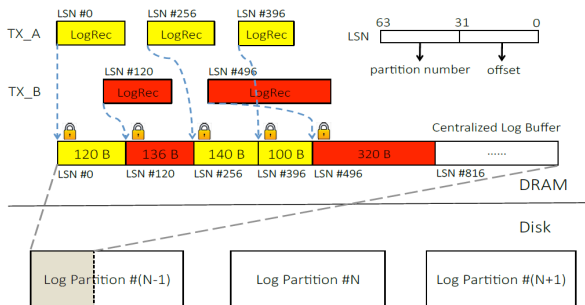 LSN #0 LSN #256 LSN #396 63 31 0
TX_A LogRec LogRec LogRec LSN
partition number offset
LSN #120 LSN #496
TX_B LogRec LogRec
Centralized Log Buffer
120 B 136 B 140 B 100 B 320 B ......
LSN #0 LSN #120 LSN #256 LSN #396 LSN #496 LSN #816
DRAM
Disk
Log Partition #(N-1) Log Partition #N Log Partition #(N+1)